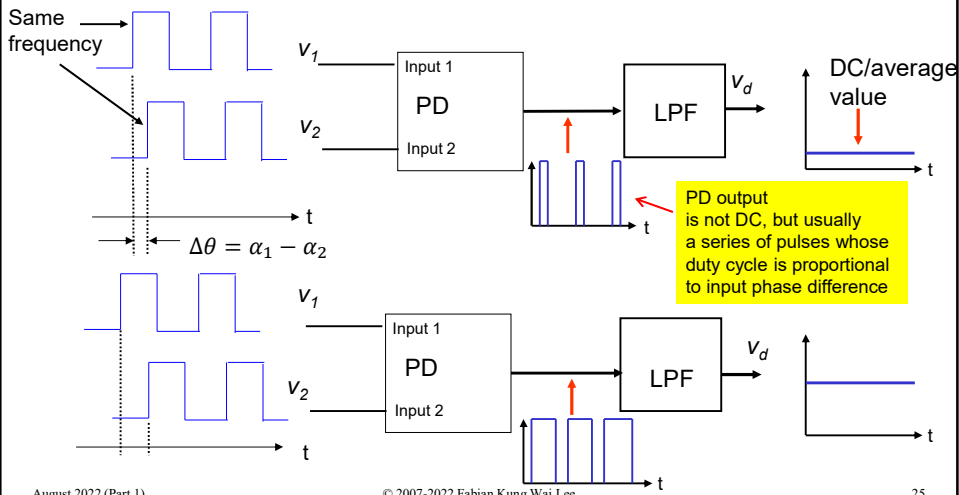 Same
frequency
v1
v2
Input 1
PD
Input 2
LPF
vd
DC/average
value
t
t
t
Δθ = α1 − α2
PD output
is not DC, but usually
a series of pulses whose
duty cycle is proportional
to input phase difference
v1
v2
Input 1
PD
Input 2
LPF
vd
t
t
t
August 2022 (Part 1)
© 2007-2022 Fabian Kung Wai Lee
25